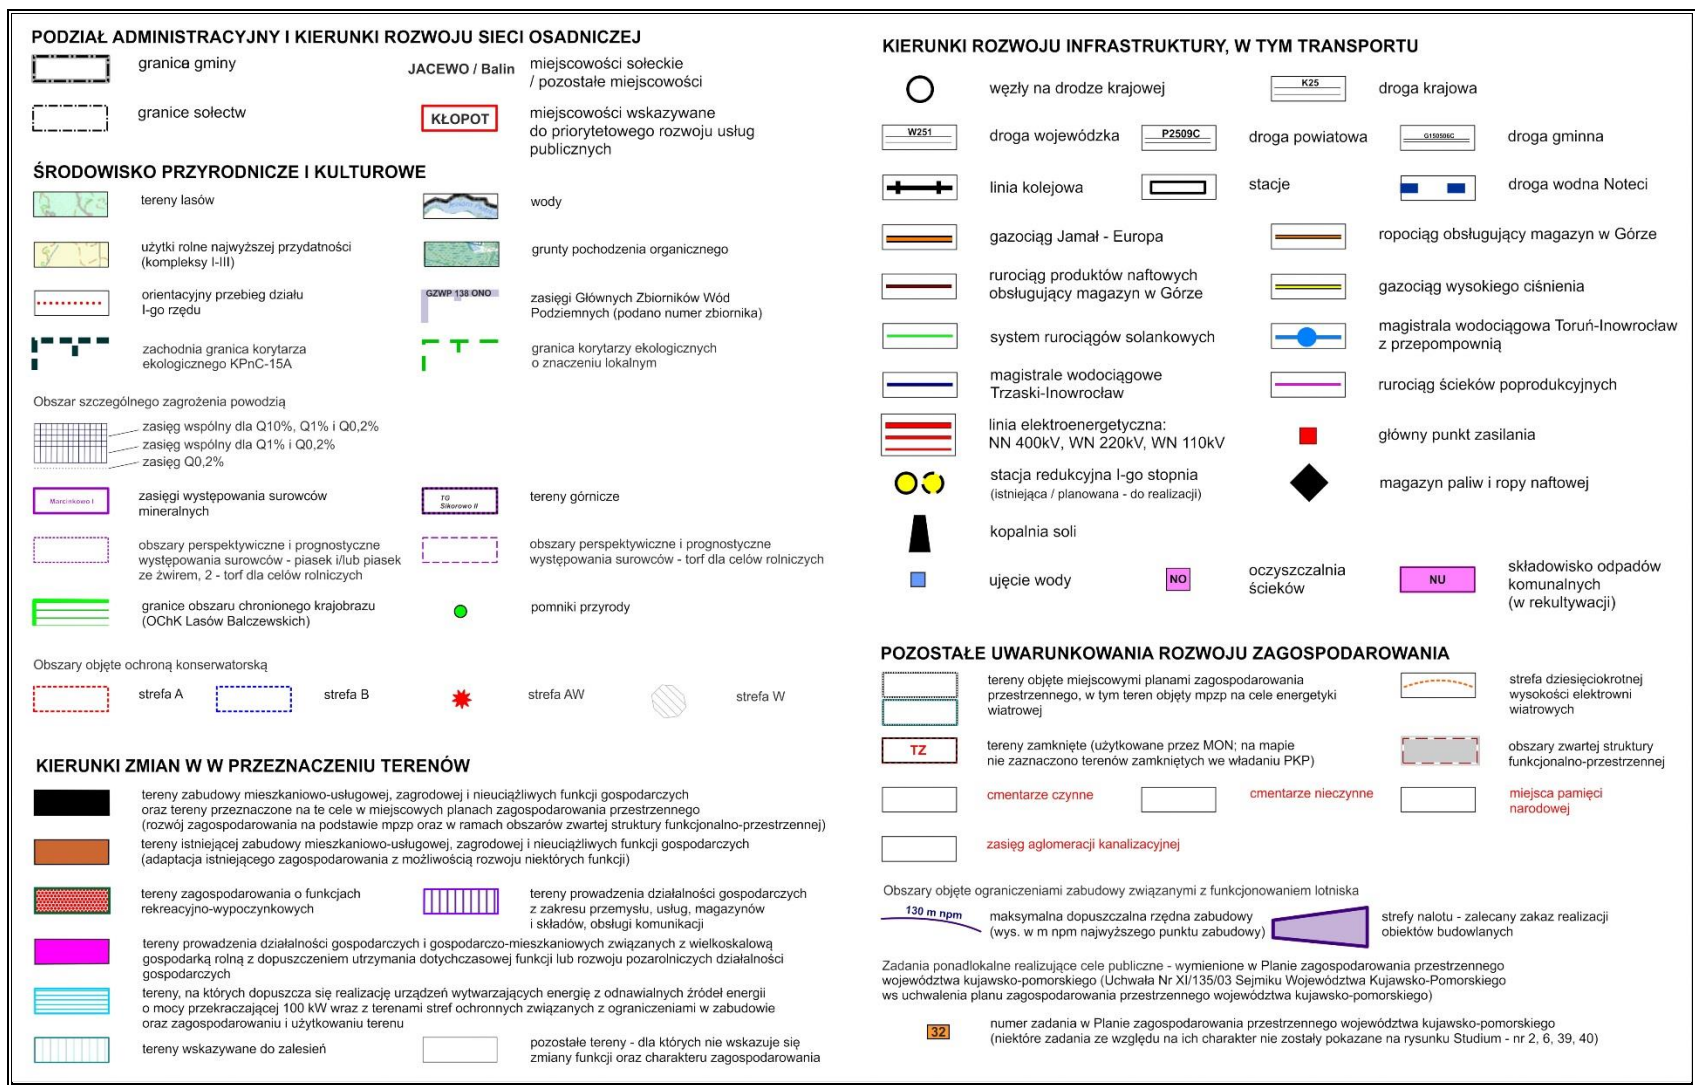 PODZIAŁ ADMINISTRACYJNY I KIERUNKI ROZWOJU SIECI OSADNICZEJ
granica gminy
JACEWO / Balin
miejscowości sołeckie
/ pozostałe miejscowości
granice sołectw
KŁOPOT
miejscowości wskazywane
do priorytetowego rozwoju usług
publicznych
ŚRODOWISKO PRZYRODNICZE I KULTUROWE
tereny lasów
wody
użytki rolne najwyższej przydatności
(kompleksy I-III)
grunty pochodzenia organicznego
orientacyjny przebieg działu
I-go rzędu
GZWP 138 ONO
zasięgi Głównych Zbiorników Wód
Podziemnych (podano numer zbiornika)
zachodnia granica korytarza
ekologicznego KPnC-15A
granica korytarzy ekologicznych
o znaczeniu lokalnym
Obszar szczególnego zagrożenia powodzią
zasięg wspólny dla Q10%, Q1% i Q0,2%
zasięg wspólny dla Q1% i Q0,2%
zasięg Q0,2%
Marcinkowo I
zasięgi występowania surowców
mineralnych
TG
Sikorowo II
tereny górnicze
obszary perspektywiczne i prognostyczne
występowania surowców - piasek i/lub piasek
ze żwirem, 2 - torf dla celów rolniczych
obszary perspektywiczne i prognostyczne
występowania surowców - torf dla celów rolniczych
granice obszaru chronionego krajobrazu
(OChK Lasów Balczewskich)
pomniki przyrody
Obszary objęte ochroną konserwatorską
strefa A
strefa B
strefa AW
strefa W
KIERUNKI ZMIAN W W PRZEZNACZENIU TERENÓW
tereny zabudowy mieszkaniowo-usługowej, zagrodowej i nieuciążliwych funkcji gospodarczych
oraz tereny przeznaczone na te cele w miejscowych planach zagospodarowania przestrzennego
(rozwój zagospodarowania na podstawie mpzp oraz w ramach obszarów zwartej struktury funkcjonalno-przestrzennej)
tereny istniejącej zabudowy mieszkaniowo-usługowej, zagrodowej i nieuciążliwych funkcji gospodarczych
(adaptacja istniejącego zagospodarowania z możliwością rozwoju niektórych funkcji)
tereny zagospodarowania o funkcjach
rekreacyjno-wypoczynkowych
tereny prowadzenia działalności gospodarczych
z zakresu przemysłu, usług, magazynów
i składów, obsługi komunikacji
tereny prowadzenia działalności gospodarczych i gospodarczo-mieszkaniowych związanych z wielkoskalową
gospodarką rolną z dopuszczeniem utrzymania dotychczasowej funkcji lub rozwoju pozarolniczych działalności
gospodarczych
tereny, na których dopuszcza się realizację urządzeń wytwarzających energię z odnawialnych źródeł energii
o mocy przekraczającej 100 kW wraz z terenami stref ochronnych związanych z ograniczeniami w zabudowie
oraz zagospodarowaniu i użytkowaniu terenu
tereny wskazywane do zalesień
pozostałe tereny - dla których nie wskazuje się
zmiany funkcji oraz charakteru zagospodarowania
KIERUNKI ROZWOJU INFRASTRUKTURY, W TYM TRANSPORTU
węzły na drodze krajowej
K25
droga krajowa
W251
droga wojewódzka
P2509C
droga powiatowa
G150506C
droga gminna
linia kolejowa
stacje
droga wodna Noteci
gazociąg Jamał - Europa
ropociąg obsługujący magazyn w Górze
rurociąg produktów naftowych
obsługujący magazyn w Górze
gazociąg wysokiego ciśnienia
system rurociągów solankowych
magistrala wodociągowa Toruń-Inowrocław
z przepompownią
magistrale wodociągowe
Trzaski-Inowrocław
rurociąg ścieków poprodukcyjnych
linia elektroenergetyczna:
NN 400kV, WN 220kV, WN 110kV
główny punkt zasilania
stacja redukcyjna I-go stopnia
(istniejąca / planowana - do realizacji)
magazyn paliw i ropy naftowej
kopalnia soli
ujęcie wody
NO
oczyszczalnia
ścieków
NU
składowisko odpadów
komunalnych
(w rekultywacji)
POZOSTAŁE UWARUNKOWANIA ROZWOJU ZAGOSPODAROWANIA
tereny objęte miejscowymi planami zagospodarowania
przestrzennego, w tym teren objęty mpzp na cele energetyki
wiatrowej
strefa dziesięciokrotnej
wysokości elektrowni
wiatrowych
TZ
tereny zamknięte (użytkowane przez MON; na mapie
nie zaznaczono terenów zamkniętych we władaniu PKP)
obszary zwartej struktury
funkcjonalno-przestrzennej
cmentarze czynne
cmentarze nieczynne
miejsca pamięci
narodowej
zasięg aglomeracji kanalizacyjnej
Obszary objęte ograniczeniami zabudowy związanymi z funkcjonowaniem lotniska
130 m npm
maksymalna dopuszczalna rzędna zabudowy
(wys. w m npm najwyższego punktu zabudowy)
strefy nalotu - zalecany zakaz realizacji
obiektów budowlanych
Zadania ponadlokalne realizujące cele publiczne - wymienione w Planie zagospodarowania przestrzennego
województwa kujawsko-pomorskiego (Uchwała Nr XI/135/03 Sejmiku Województwa Kujawsko-Pomorskiego
ws uchwalenia planu zagospodarowania przestrzennego województwa kujawsko-pomorskiego)
32
numer zadania w Planie zagospodarowania przestrzennego województwa kujawsko-pomorskiego
(niektóre zadania ze względu na ich charakter nie zostały pokazane na rysunku Studium - nr 2, 6, 39, 40)